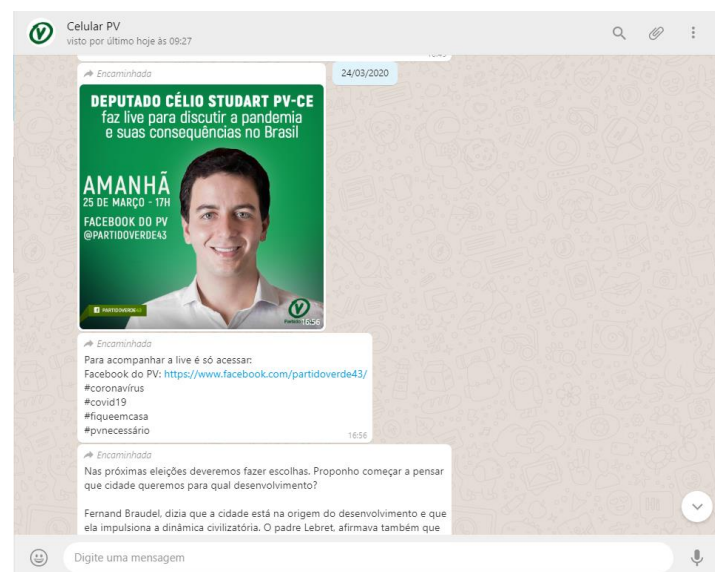 Celular PV
visto por último hoje às 09:27
24/03/2020
Encaminhada
DEPUTADO CÉLIO STUDART PV-CE
faz live para discutir a pandemia
e suas consequências no Brasil
AMANHÃ
25 DE MARÇO - 17H
FACEBOOK DO PV
@PARTIDOVERDE43
PARTIDOVERDE43
16:56
Encaminhada
Para acompanhar a live é só acessar:
Facebook do PV: https://www.facebook.com/partidoverde43/
#coronavírus
#covid19
#fiqueemcasa
#pvnecessário
16:56
Encaminhada
Nas próximas eleições deveremos fazer escolhas. Proponho começar a pensar
que cidade queremos para qual desenvolvimento?
Fernand Braudel, dizia que a cidade está na origem do desenvolvimento e que
ela impulsiona a dinâmica civilizatória. O padre Lebret, afirmava também que
Digite uma mensagem